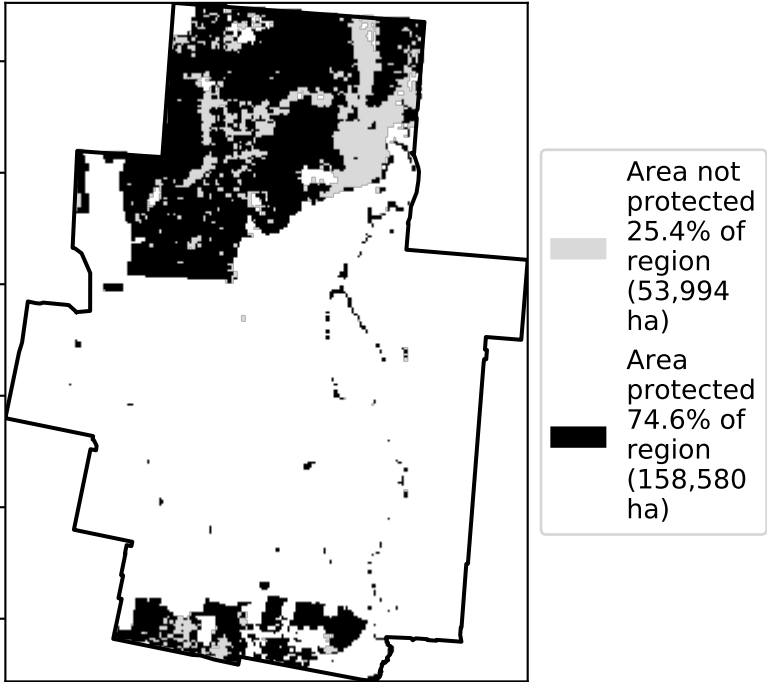 Area not
protected
25.4% of
region
(53,994
ha)
Area
protected
74.6% of
region
(158,580
ha)